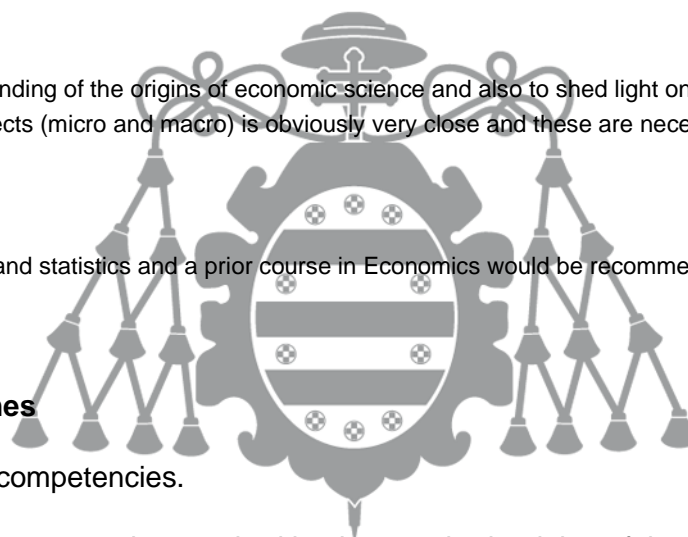 nding of the origins of economic science and also to shed light on
ects (micro and macro) is obviously very close and these are nece
and statistics and a prior course in Economics would be recomme
nes
competencies.